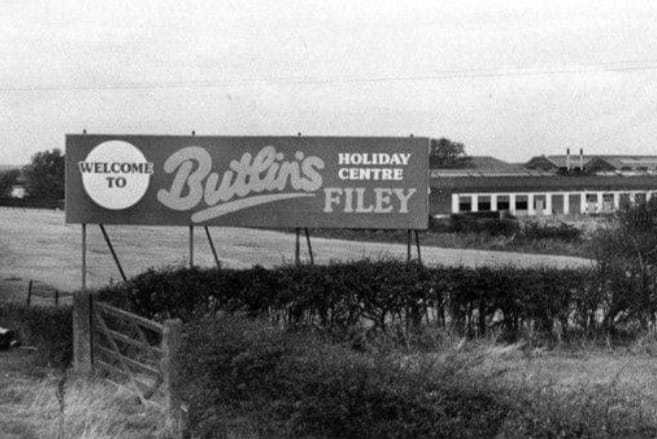 WELCOME
TO
Butlin's
HOLIDAY
CENTRE
FILEY